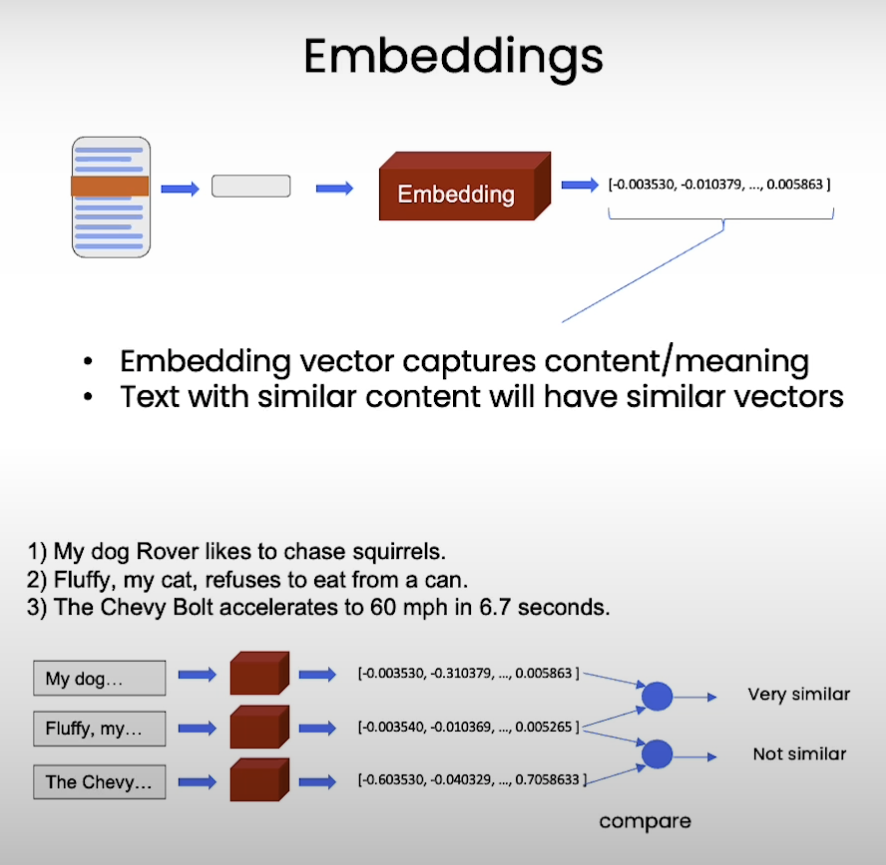 Embeddings
Embedding
[-0.003530, -0.010379, ..., 0.005863 ]
• Embedding vector captures content/meaning
• Text with similar content will have similar vectors
1) My dog Rover likes to chase squirrels.
2) Fluffy, my cat, refuses to eat from a can.
3) The Chevy Bolt accelerates to 60 mph in 6.7 seconds.
My dog... [-0.003530, -0.310379, ..., 0.005863 ] Very similar
Fluffy, my... [-0.003540, -0.010369, ..., 0.005265 ] Not similar
The Chevy... [-0.603530, -0.040329, ..., 0.7058633 ]
compare